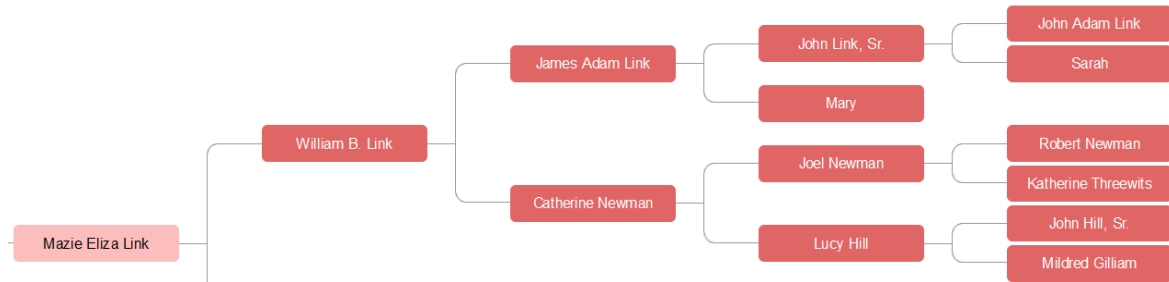 John Adam Link
John Link, Sr.
James Adam Link
Sarah
Mary
William B. Link
Robert Newman
Joel Newman
Katherine Threewits
Catherine Newman
John Hill, Sr.
Mazie Eliza Link
Lucy Hill
Mildred Gilliam